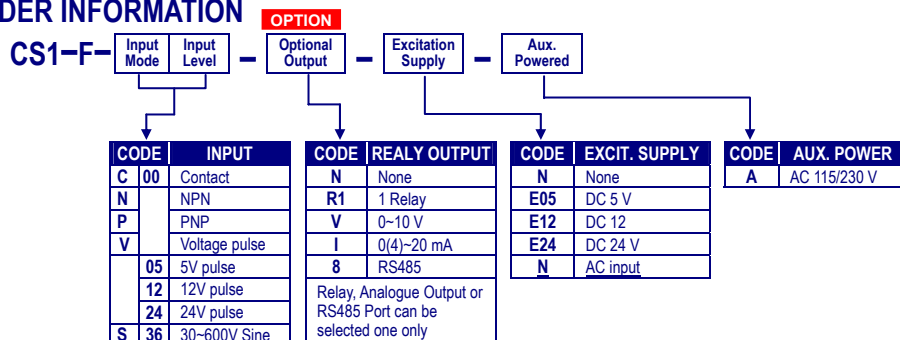 DER INFORMATION
OPTION
CS1-F- Input Mode Input Level - Optional Output - Excitation Supply - Aux. Powered
CODE INPUT
C 00 Contact
N NPN
P PNP
V Voltage pulse
05 5V pulse
12 12V pulse
24 24V pulse
S 36 30~600V Sine
CODE REALY OUTPUT
N None
R1 1 Relay
V 0~10 V
I 0(4)~20 mA
8 RS485
Relay, Analogue Output or
RS485 Port can be
selected one only
CODE EXCIT. SUPPLY
N None
E05 DC 5 V
E12 DC 12
E24 DC 24 V
N AC input
CODE AUX. POWER
A AC 115/230 V